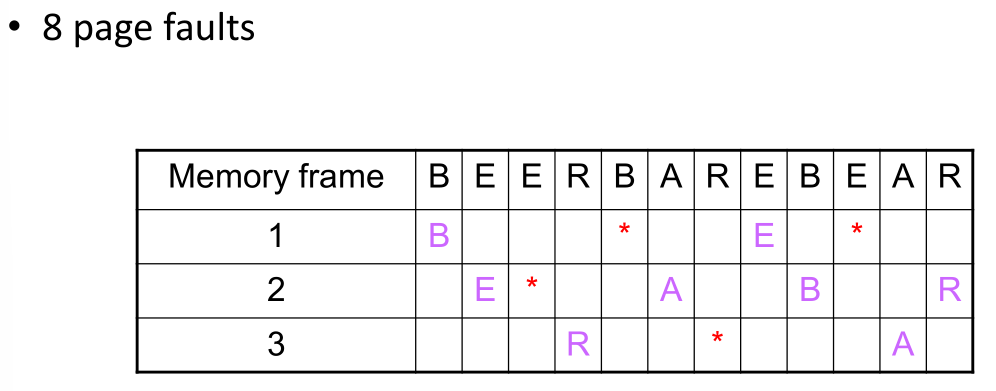 • 8 page faults
Memory frame B E E R B A R E B E A R
1 B * E *
2 E * A B R
3 R * A